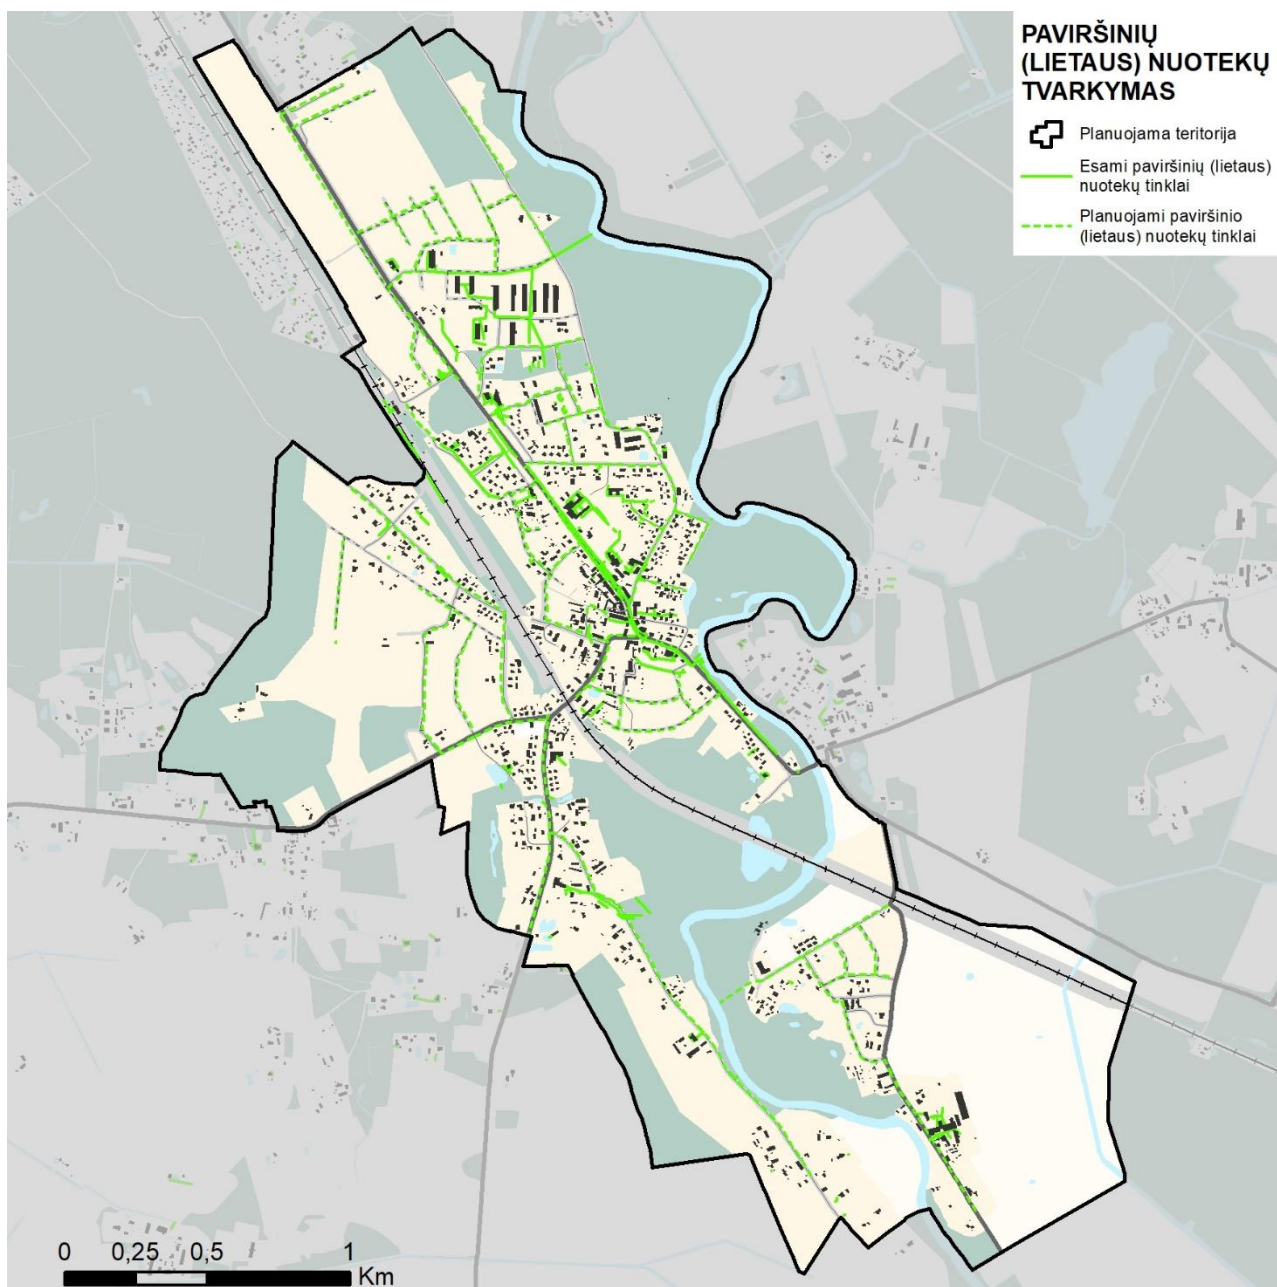 PAVIRŠINIŲ
(LIETAUS) NUOTEKŲ
TVARKYMAS
Planuojama teritorija
Esami paviršinių (lietaus)
nuotekų tinklai
Planuojami paviršinio
(lietaus) nuotekų tinklai
0 0,25 0,5 1
Km